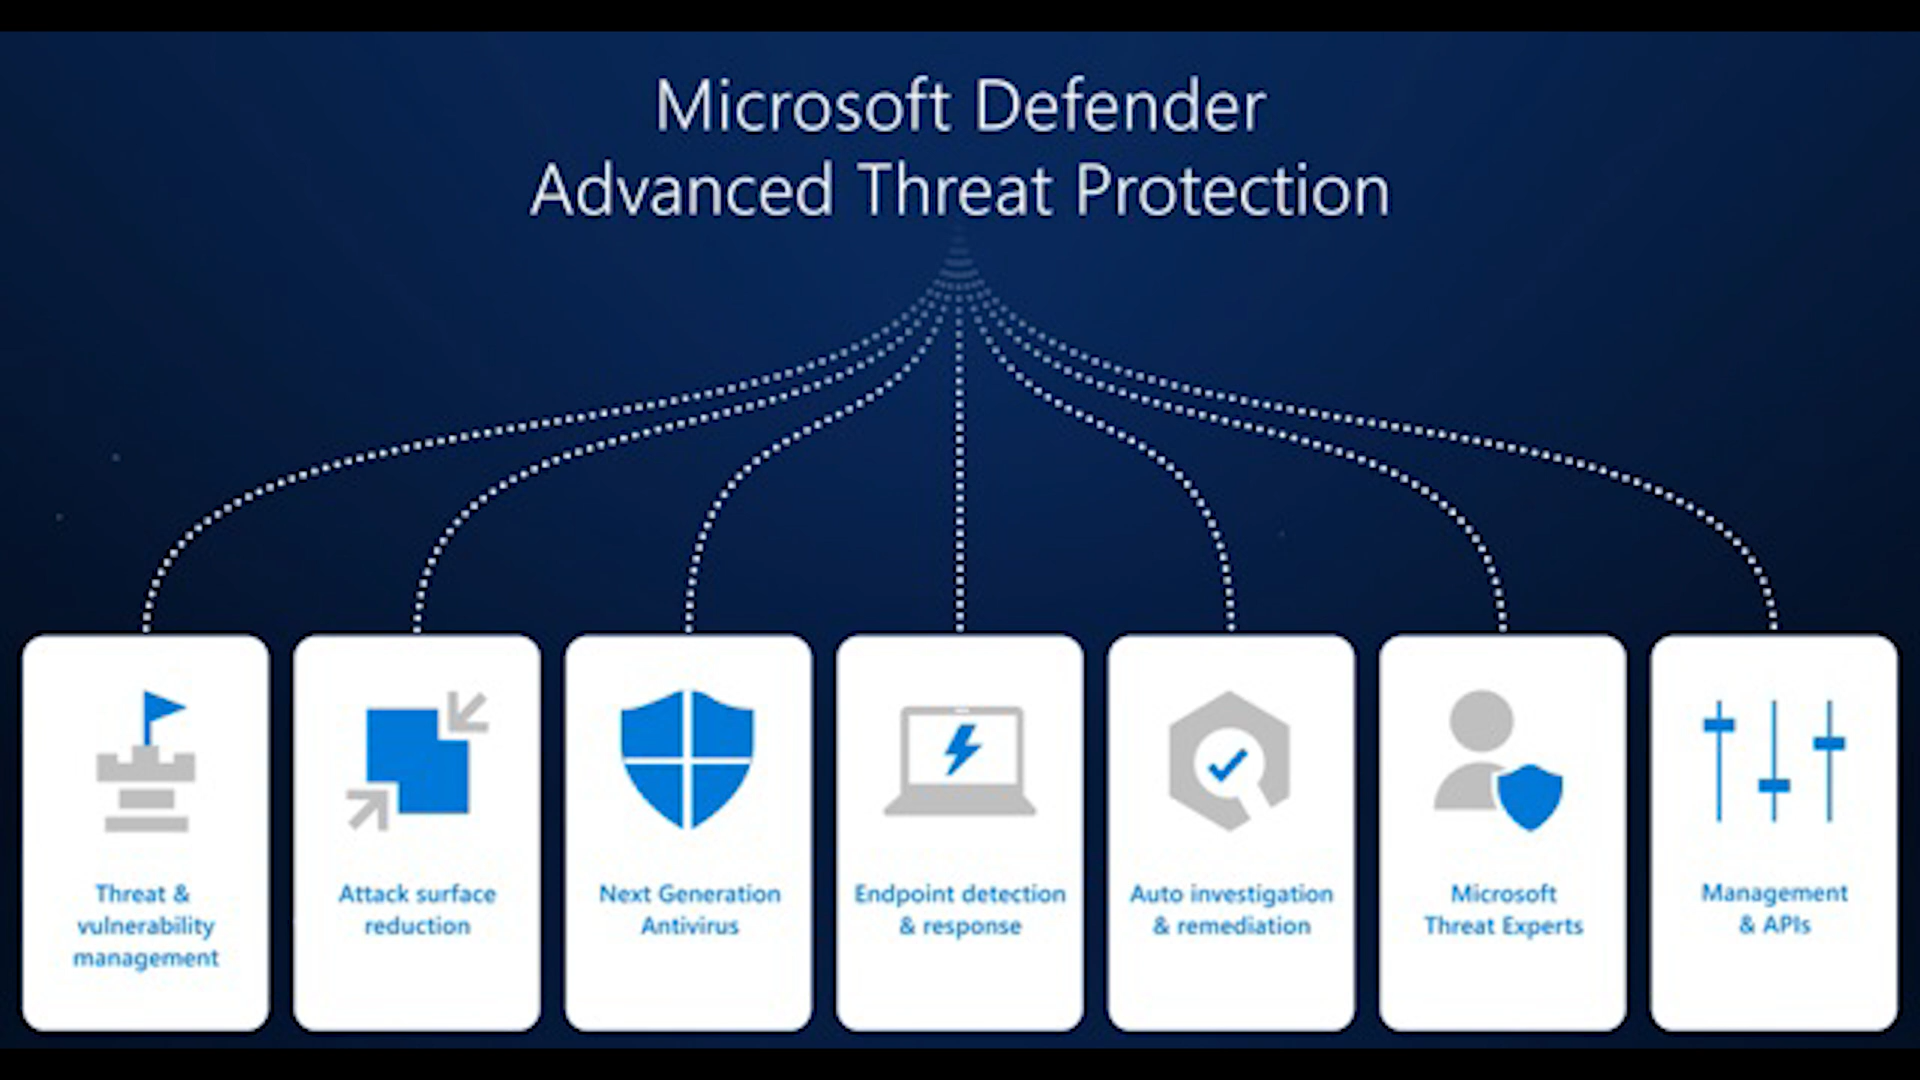 Microsoft Defender
Advanced Threat Protection
Threat &
vulnerability
management
Attack surface
reduction
Next Generation
Antivirus
Endpoint detection
& response
Auto investigation
& remediation
Microsoft
Threat Experts
Management
& APIs